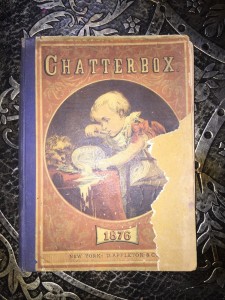 CHATTERBOX
1876
NEW YORK: D. APPLETON & CO.